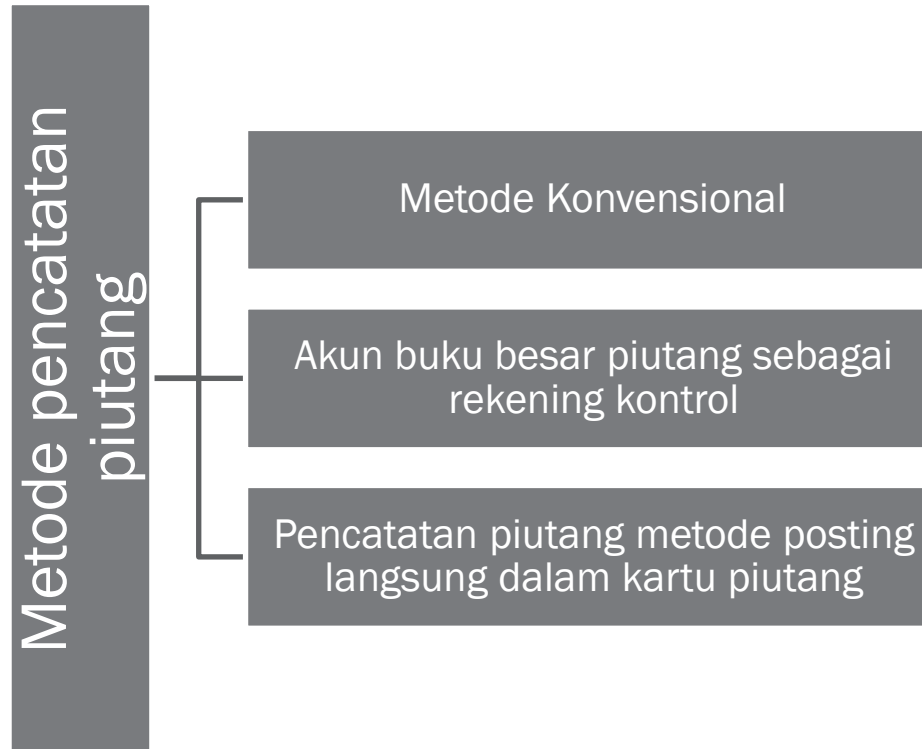 Metode pencatatan
piutang
Metode Konvensional
Akun buku besar piutang sebagai
rekening kontrol
Pencatatan piutang metode posting
langsung dalam kartu piutang